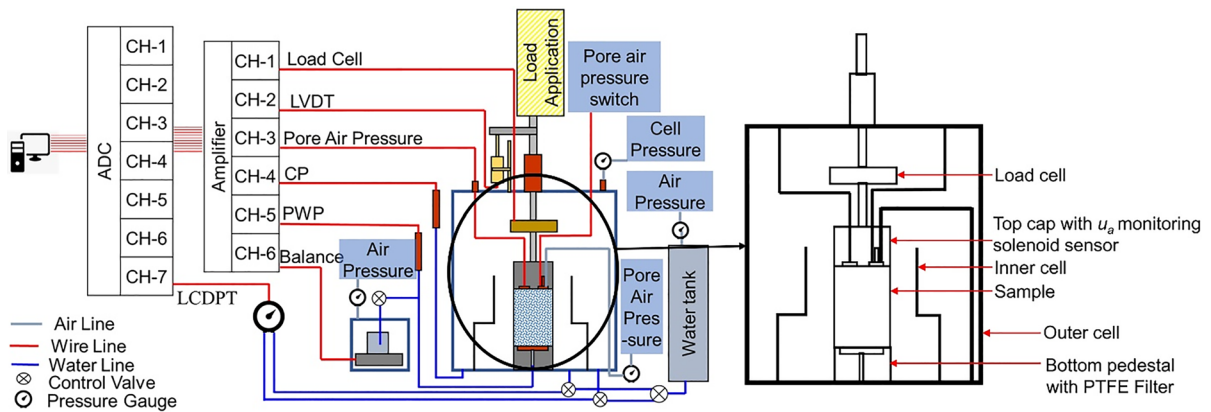 ADC
CH-1
CH-2
CH-3
CH-4
CH-5
CH-6
CH-7
Amplifier
CH-1
CH-2
CH-3
CH-4
CH-5
CH-6
Load Cell
LVDT
Pore Air Pressure
CP
PWP
Balance
LCDPT
Air
Pressure
Load
Application
Pore air
pressure
switch
Cell
Pressure
Air
Pressure
Pore
Air
Pres
-sure
Water tank
Load cell
Top cap with ua monitoring
solenoid sensor
Inner cell
Sample
Outer cell
Bottom pedestal
with PTFE Filter
Air Line
Wire Line
Water Line
Control Valve
Pressure Gauge